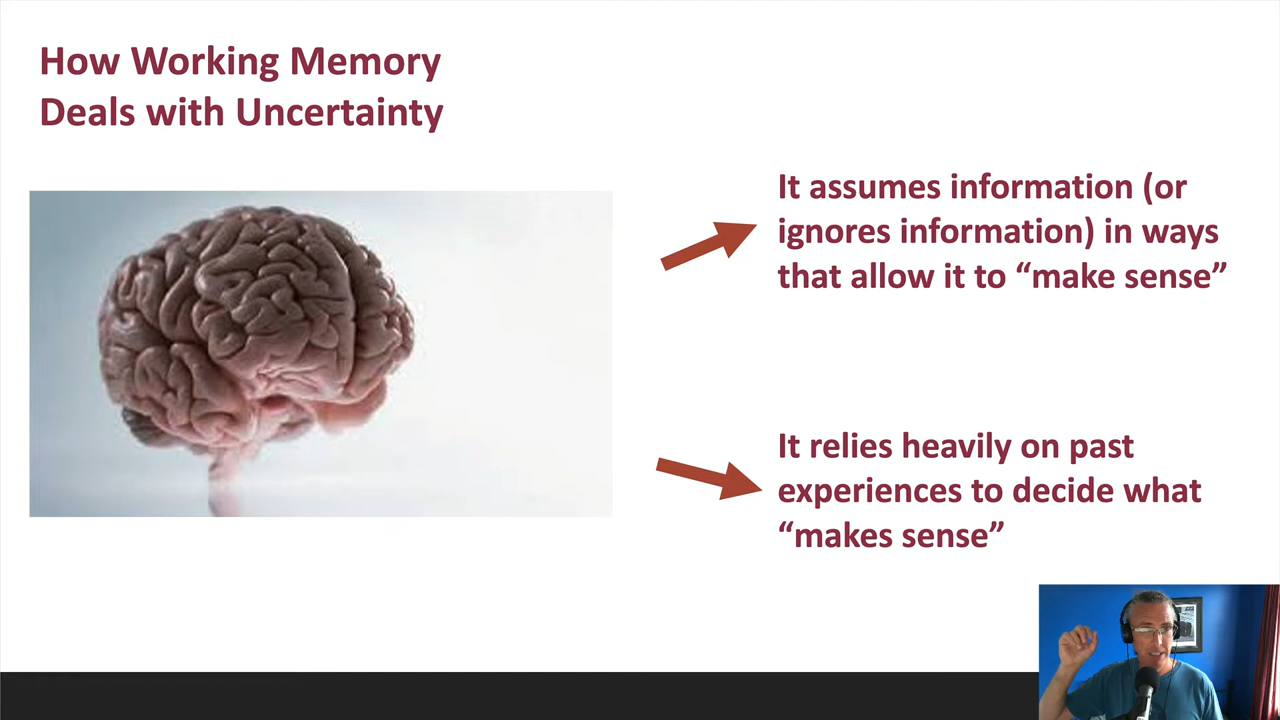 How Working Memory
Deals with Uncertainty
It assumes information (or
ignores information) in ways
that allow it to “make sense”
It relies heavily on past
experiences to decide what
“makes sense”